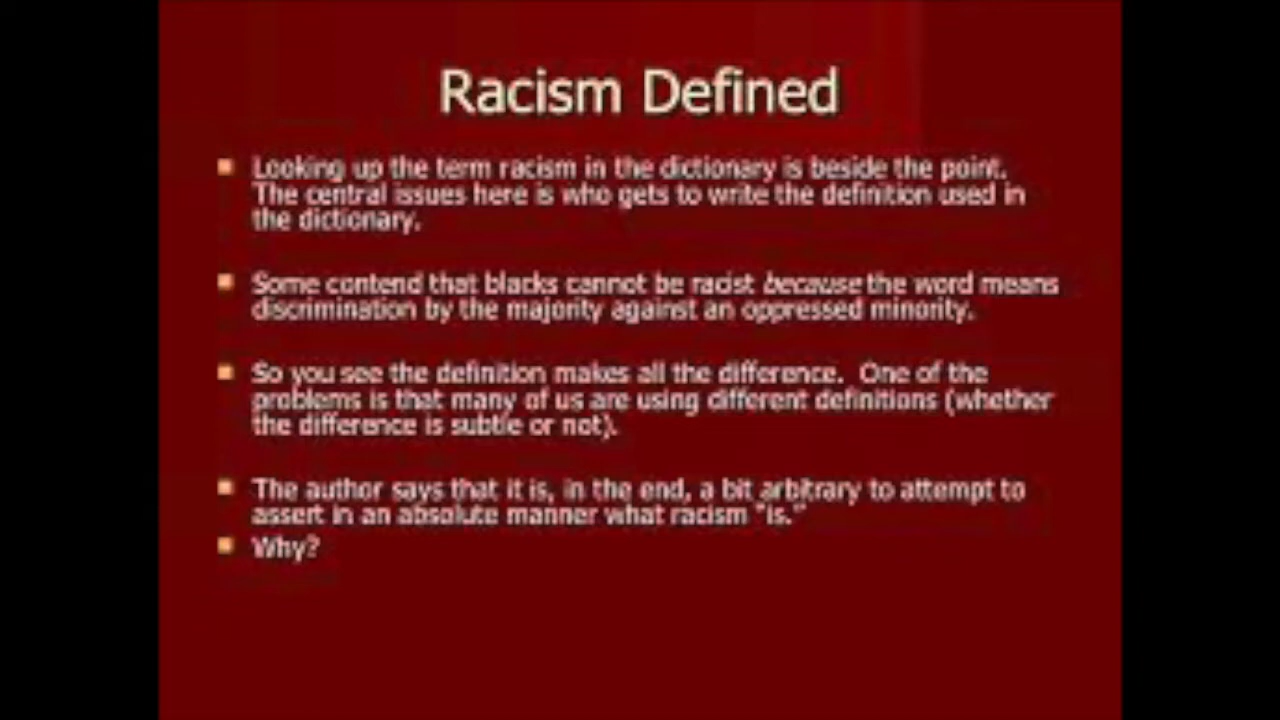 Racism Defined
Looking up the term racism in the dictionary is beside the point.
The central issues here is who gets to write the definition used in
the dictionary.
Some contend that blacks cannot be racist because the word means
discrimination by the majority against an oppressed minority.
So you see the definition makes all the difference. One of the
problems is that many of us are using different definitions (whether
the difference is subtle or not).
The author says that it is, in the end, a bit arbitrary to attempt to
assert in an absolute manner what racism "is."
Why?